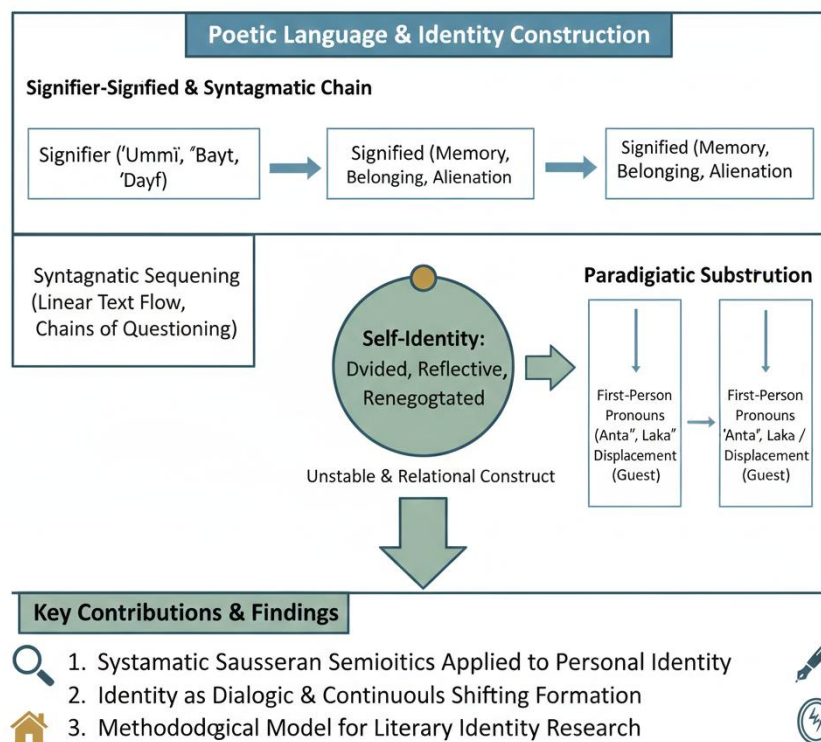 Poetic Language & Identity Construction
Signifier-Signified & Syntagmatic Chain
Signifier ('Ummï, "Bayt,
'Dayf)
Signified (Memory,
Belonging, Alienation
Signified (Memory,
Belonging, Alienation
Syntagnatic Sequening
(Linear Text Flow,
Chains of Questioning)
Self-Identity:
Dvided, Reflective,
Renegogtated
Unstable & Relational Construct
Paradigiatic Substrution
First-Person
Pronouns
(Anta", Laka"
Displacement
(Guest)
First-Person
Pronouns
'Anta", Laka /
Displacement
(Guest)
Key Contributions & Findings
1. Systamatic Sausseran Semioitics Applied to Personal Identity
2. Identity as Dialogic & Continuouls Shifting Formation
3. Methododgical Model for Literary Identity Research